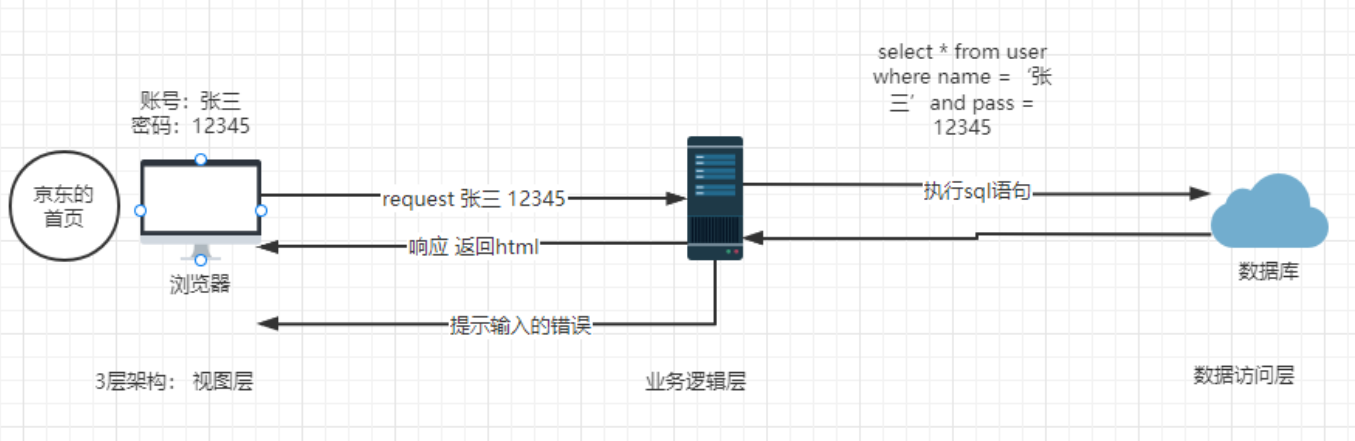 select * from user
where name =‘张
三’and pass =
12345
账号：张三
密码：12345
京东的
首页
request 张三 12345
执行sql语句
响应 返回html
浏览器
数据库
提示输入的错误
3层架构： 视图层
业务逻辑层
数据访问层